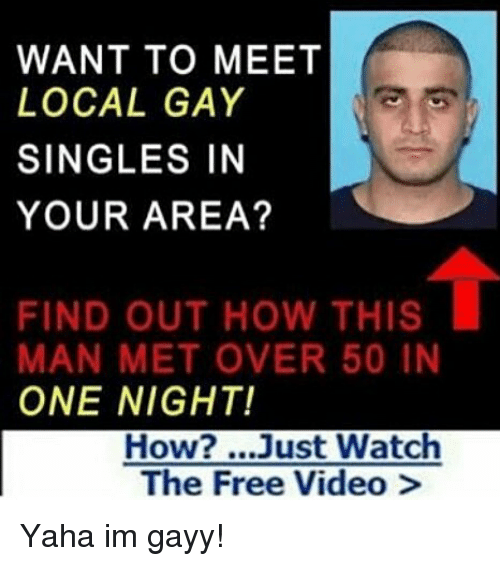 WANT TO MEET
LOCAL GAY
SINGLES IN
YOUR AREA?
FIND OUT HOW THIS
MAN MET OVER 50 IN
ONE NIGHT!
How? ...Just Watch
The Free Video >
Yaha im gayy!